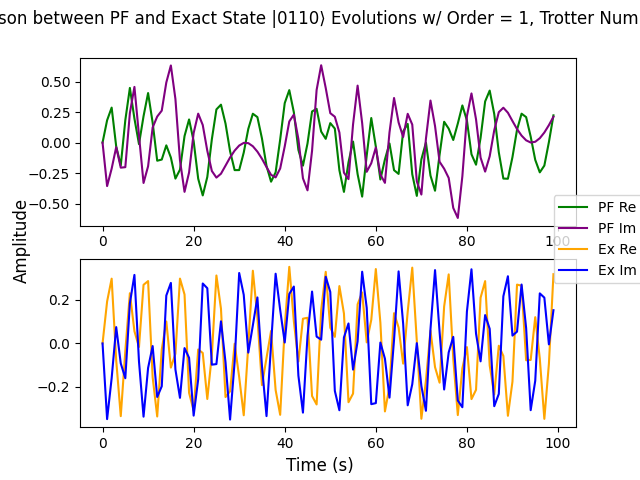 son between PF and Exact State |0110⟩ Evolutions w/ Order = 1, Trotter Num
0.50
0.25
0.00
−0.25
−0.50
0 20 40 60 80 100
PF Re
PF Im
Ex Re
Ex Im
Amplitude
0.2
0.0
−0.2
0 20 40 60 80 100
Time (s)